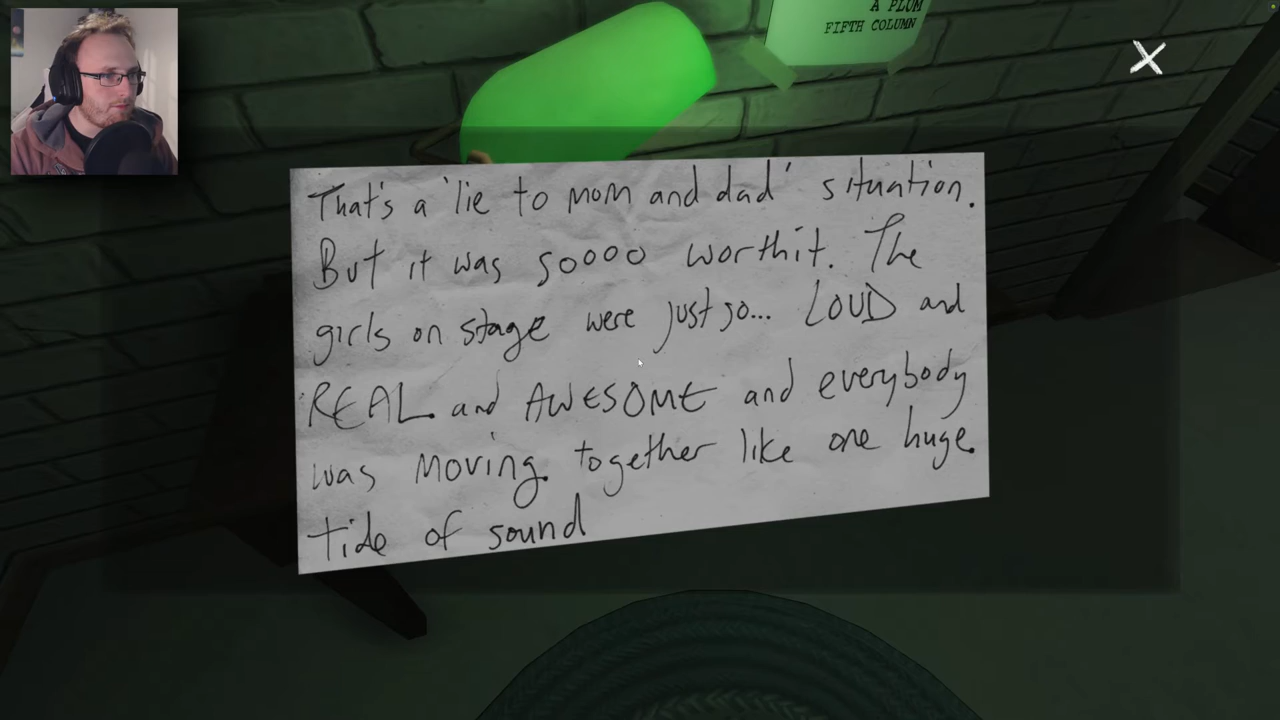 A PLUM
FIFTH COLUMN
That's a 'lie to mom and dad' situation.
But it was soooo worthit. The
girls on stage were just so... LOUD and
REAL and AWESOME and everybody
was moving together like one huge
tide of sound